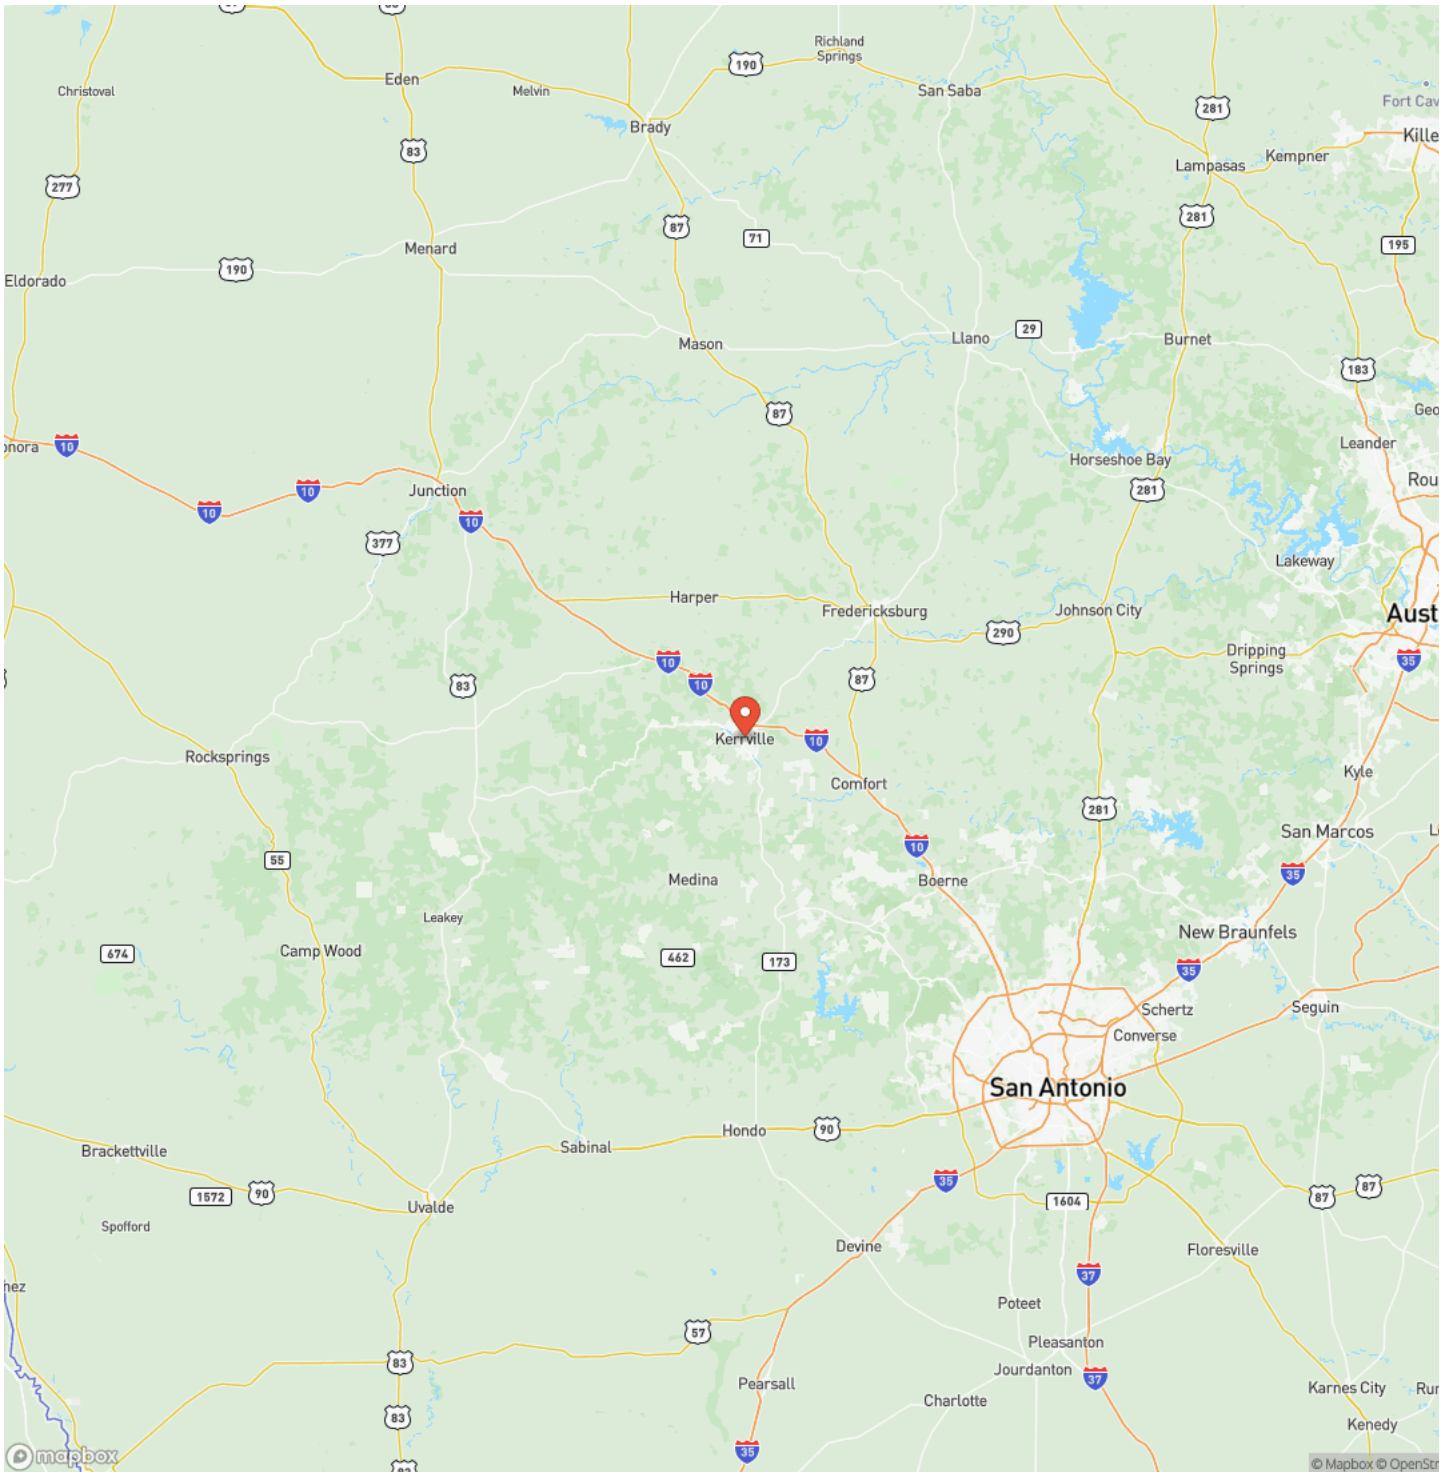 83
Richland
Springs
190
Eden
Christoval
Melvin
San Saba
Fort Cav
281
Brady
Kille
83
Kempner
Lampasas
277
281
87
71
195
Menard
190
Eldorado
29
Llano
Burnet
Mason
183
87
Geo
Leander
onora
10
Horseshoe Bay
Rou
10
Junction
281
10
10
377
Lakeway
Harper
Fredericksburg
Johnson City
Aust
290
Dripping
Springs
35
10
10
87
83
Kerrville
10
Rocksprings
Kyle
Comfort
281
San Marcos
10
55
35
Medina
Boerne
Leakey
New Braunfels
Camp Wood
674
462
173
35
Schertz
Seguin
Converse
San Antonio
Hondo
90
Sabinal
Brackettville
35
87
87
1572
90
1604
Uvalde
Spofford
Devine
Floresville
37
hez
Poteet
57
Pleasanton
83
Jourdanton
37
Pearsall
Karnes City
Run
Charlotte
83
Kenedy
35
mapbox
© Mapbox © OpenStr